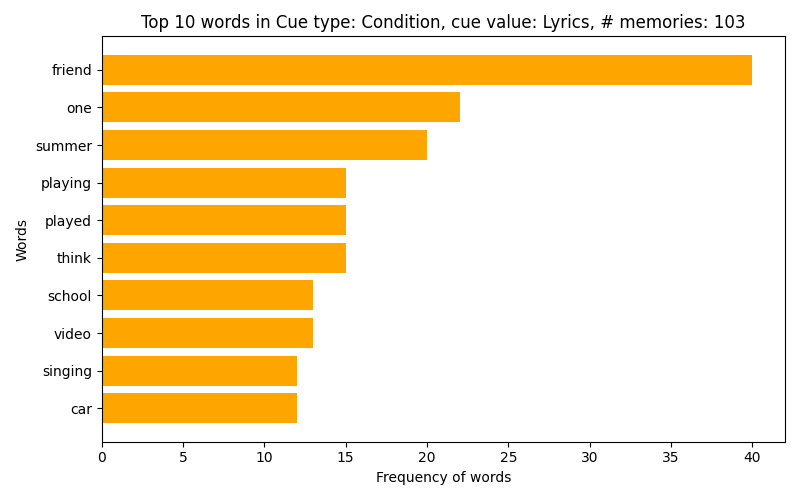 Top 10 words in Cue type: Condition, cue value: Lyrics, # memories: 103
friend
one
summer
playing
played
think
school
video
singing
car
Words
0 5 10 15 20 25 30 35 40
Frequency of words